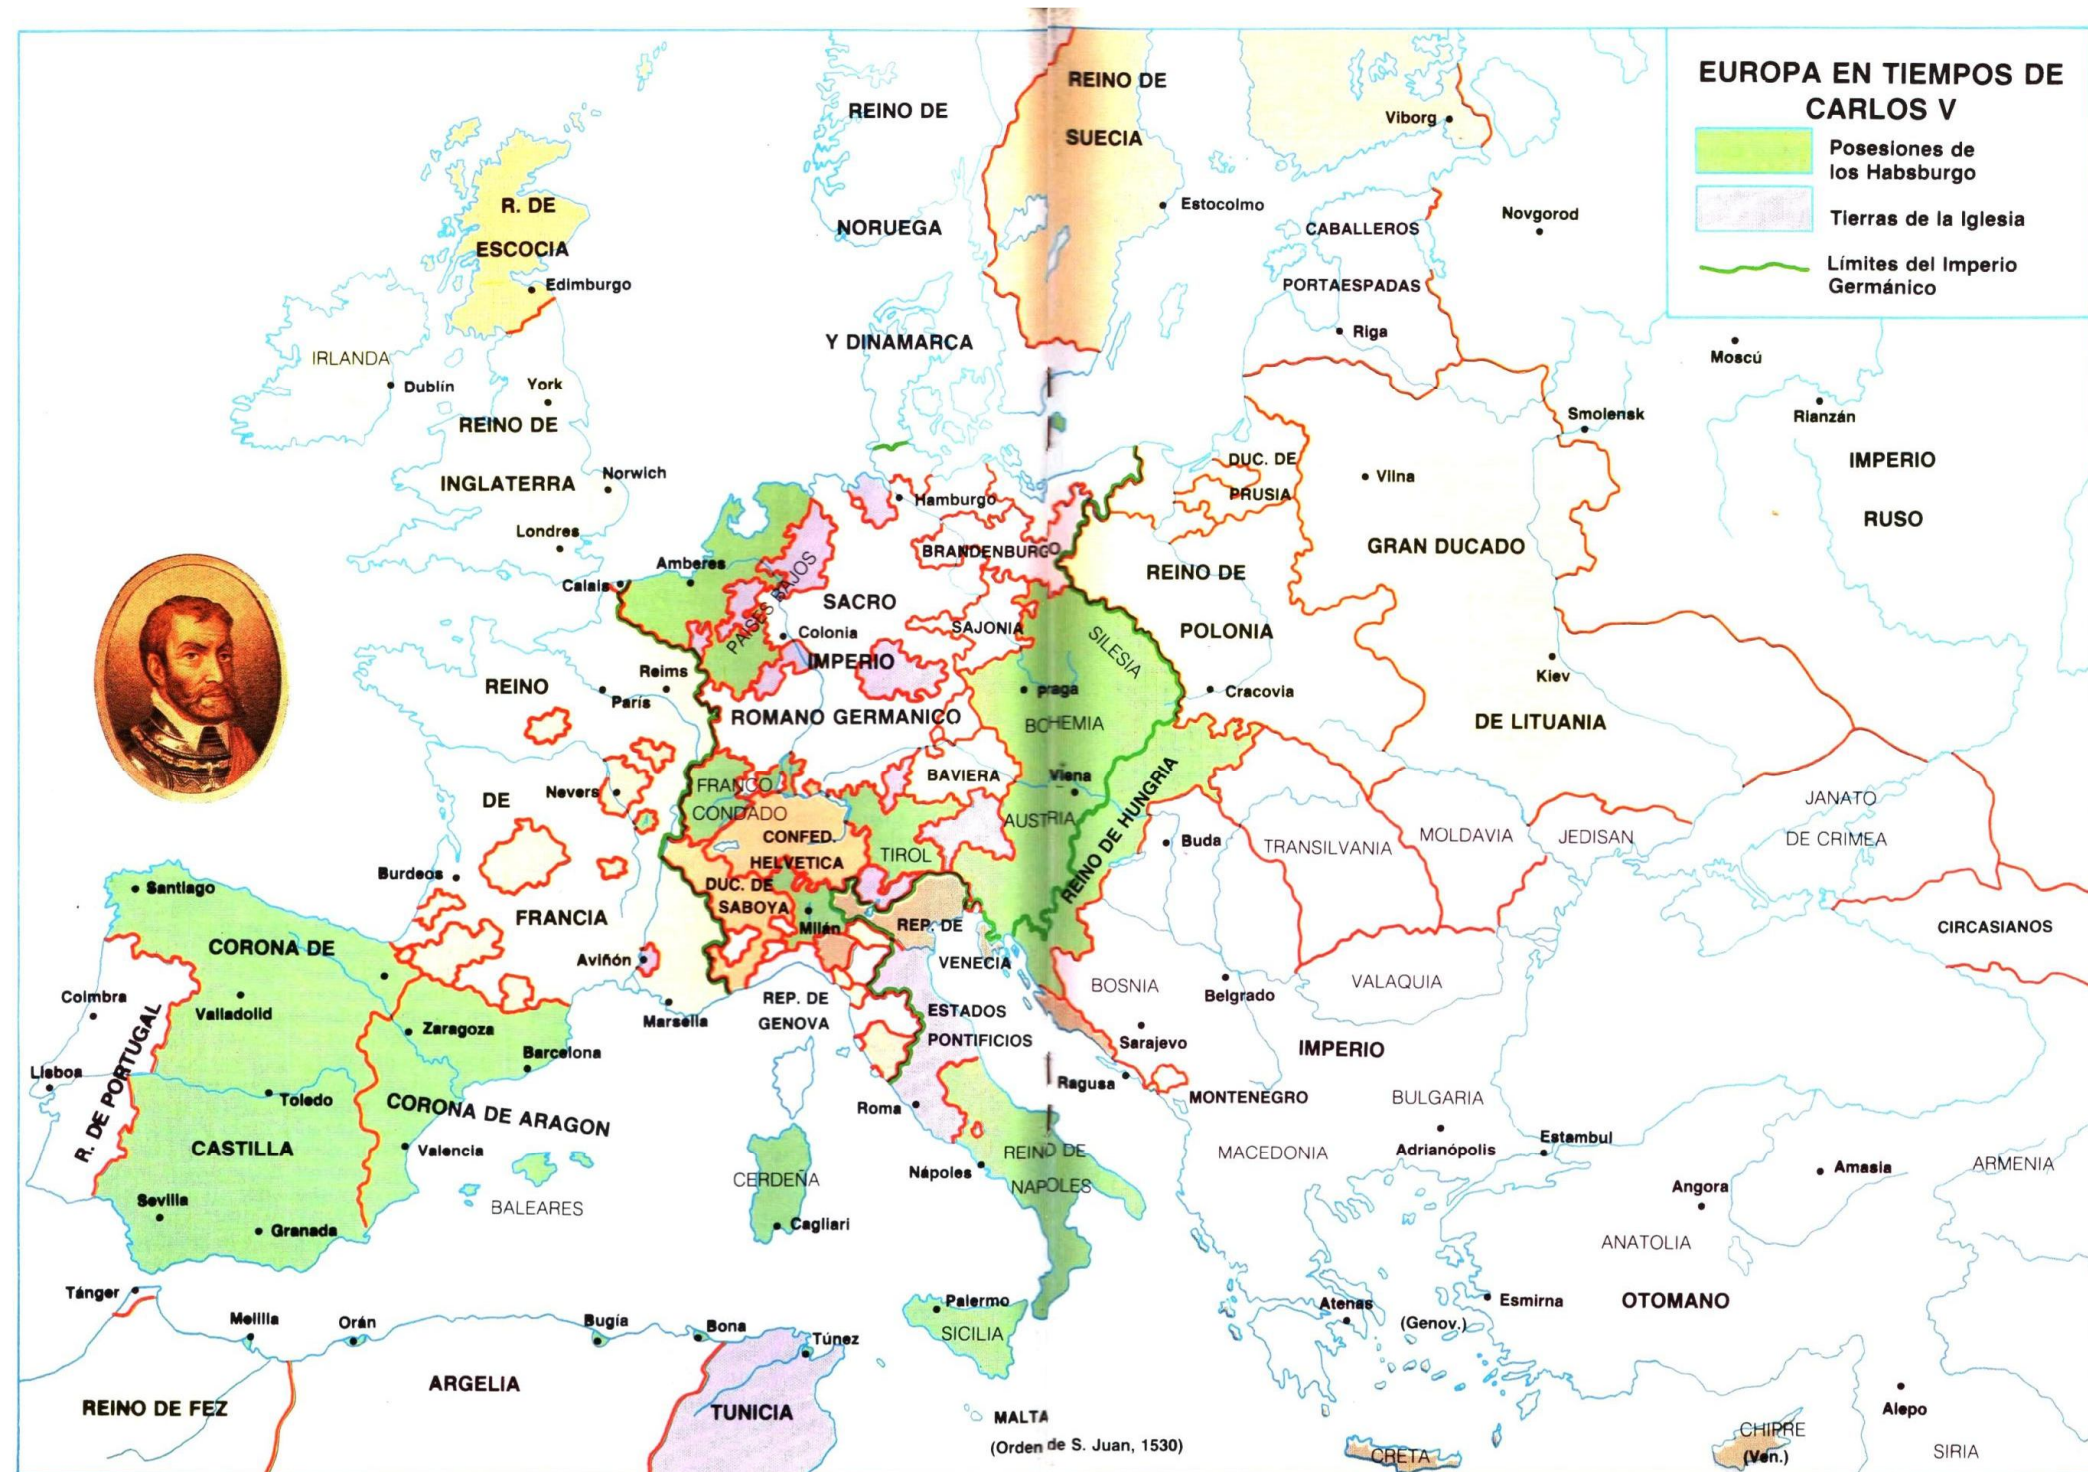 EUROPA EN TIEMPOS DE
CARLOS V
Posesiones de
los Habsburgo
Tierras de la Iglesia
Límites del Imperio
Germánico
REINO DE
NORUEGA
Y DINAMARCA
REINO DE
SUECIA
Estocolmo
Viborg
Novgorod
CABALLEROS
PORTAESPADAS
Riga
Moscú
Smolensk
Rianzán
IMPERIO
RUSO
R. DE
ESCOCIA
Edimburgo
IRLANDA
Dublín
York
REINO DE
INGLATERRA
Norwich
Londres
Calais
Amberes
PAISES BAJOS
Hamburgo
BRANDENBURGO
SACRO
IMPERIO
ROMANO GERMANICO
Colonia
SAJONIA
DUC. DE
PRUSIA
Vilna
GRAN DUCADO
DE LITUANIA
REINO DE
POLONIA
SILESIA
Cracovia
Kiev
praga
BOHEMIA
Reims
París
REINO
DE
FRANCIA
Nevers
Burdeos
Aviñón
Marsella
FRANCO
CONDADO
CONFED.
HELVETICA
DUC. DE
SABOYA
Milán
BAVIERA
TIROL
Viena
AUSTRIA
REINO DE HUNGRIA
Buda
TRANSILVANIA
MOLDAVIA
JEDISAN
JANATO
DE CRIMEA
CIRCASIANOS
REP. DE
VENECIA
REP. DE
GENOVA
ESTADOS
PONTIFICIOS
Roma
BOSNIA
Belgrado
Sarajevo
VALAQUIA
Ragusa
MONTENEGRO
IMPERIO
OTOMANO
BULGARIA
MACEDONIA
Adrianópolis
Estambul
Amasia
ARMENIA
Angora
ANATOLIA
Esmirna
Atenas
(Genov.)
CRETA
CHIPRE
(Ven.)
Alepo
SIRIA
Santiago
CORONA DE
CASTILLA
Valladolid
Coimbra
Lisboa
R. DE PORTUGAL
Toledo
Sevilla
Granada
Zaragoza
Barcelona
CORONA DE ARAGON
Valencia
BALEARES
CERDEÑA
Cagliari
Nápoles
REINO DE
NAPOLES
Palermo
SICILIA
MALTA
(Orden de S. Juan, 1530)
Tánger
Melilla
Orán
Bugía
Bona
Túnez
REINO DE FEZ
ARGELIA
TUNICIA